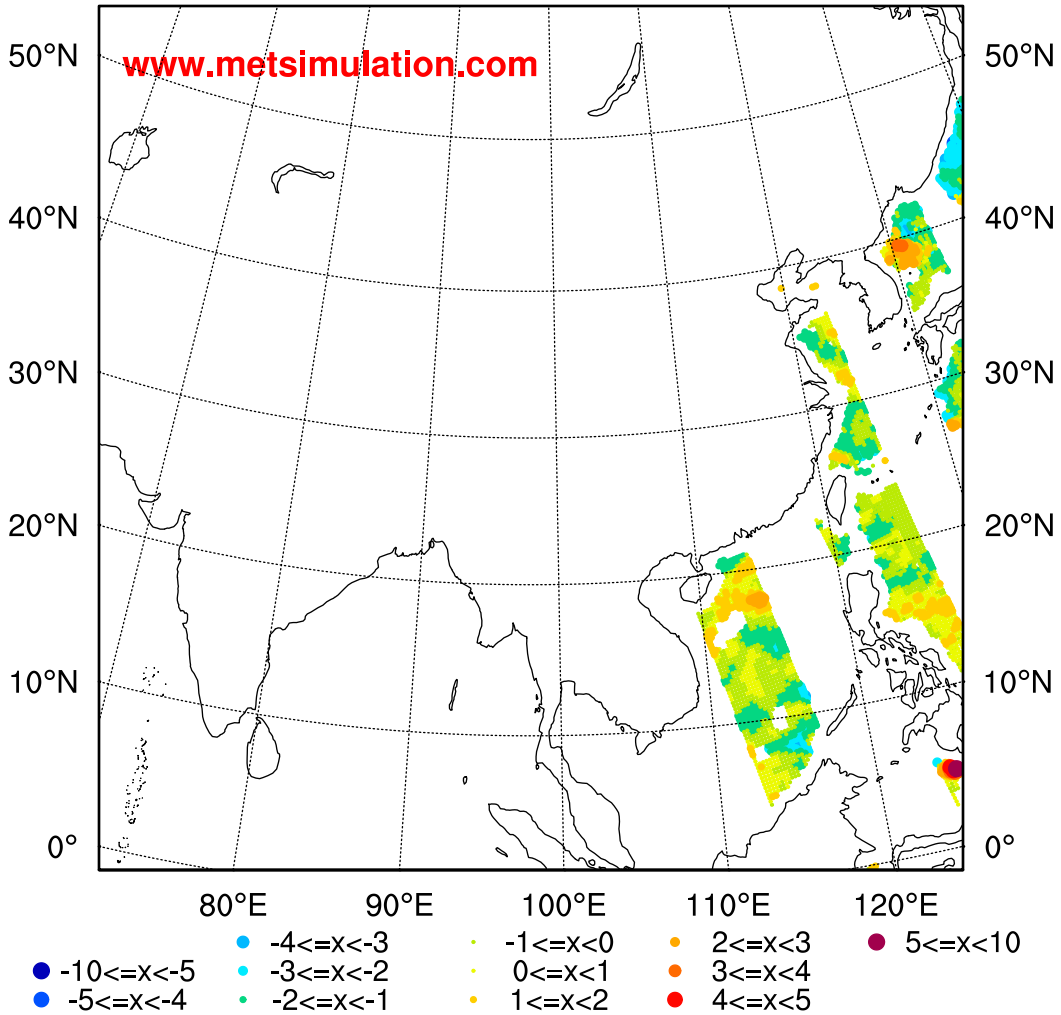 www.metsimulation.com
50°N 50°N
40°N 40°N
30°N 30°N
20°N 20°N
10°N 10°N
0° 0°
80°E 90°E 100°E 110°E 120°E
-4<=x<-3 -1<=x<0 2<=x<3 5<=x<10
-10<=x<-5 -3<=x<-2 0<=x<1 3<=x<4
-5<=x<-4 -2<=x<-1 1<=x<2 4<=x<5